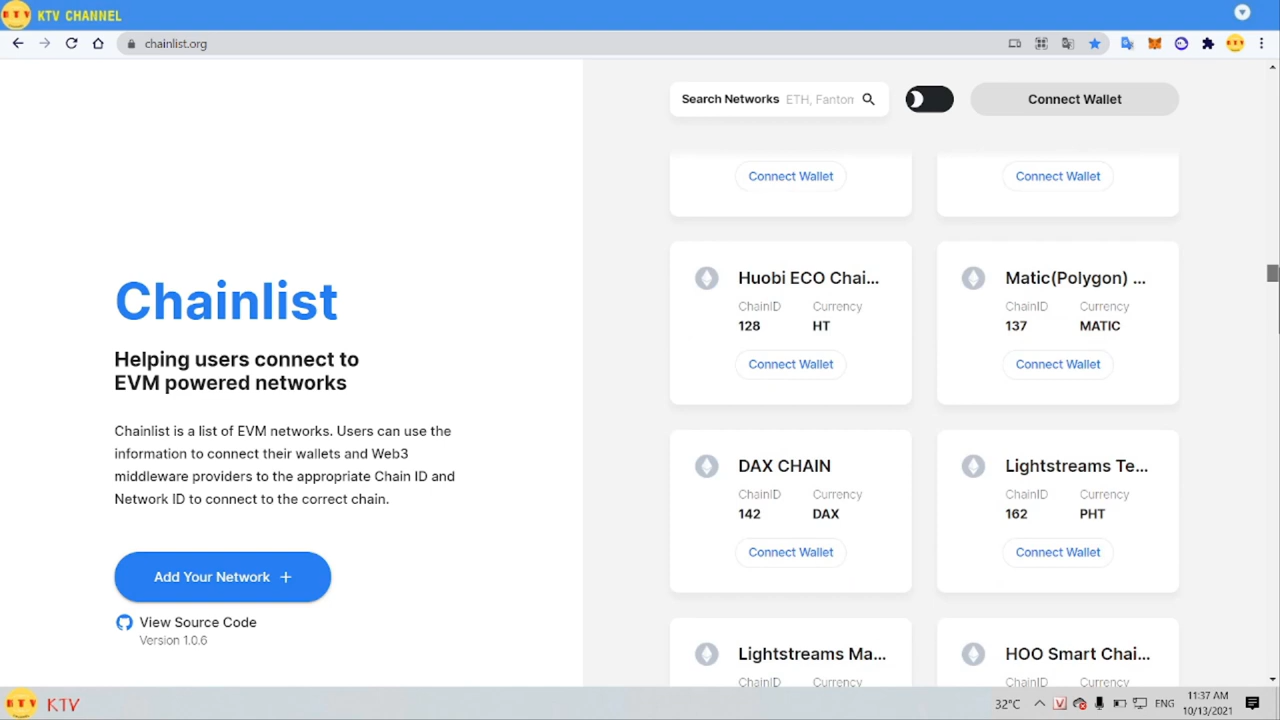 KTV CHANNEL
chainlist.org
Search Networks ETH, Fantom
Connect Wallet
Connect Wallet
Connect Wallet
Chainlist
Helping users connect to
EVM powered networks
Chainlist is a list of EVM networks. Users can use the
information to connect their wallets and Web3
middleware providers to the appropriate Chain ID and
Network ID to connect to the correct chain.
Add Your Network +
View Source Code
Version 1.0.6
Huobi ECO Chai...
ChainID Currency
128 HT
Connect Wallet
Matic(Polygon) ...
ChainID Currency
137 MATIC
Connect Wallet
DAX CHAIN
ChainID Currency
142 DAX
Connect Wallet
Lightstreams Te...
ChainID Currency
162 PHT
Connect Wallet
Lightstreams Ma...
ChainID Currency
HOO Smart Chai...
ChainID Currency
KTV
32°C
ENG
11:37 AM
10/13/2021